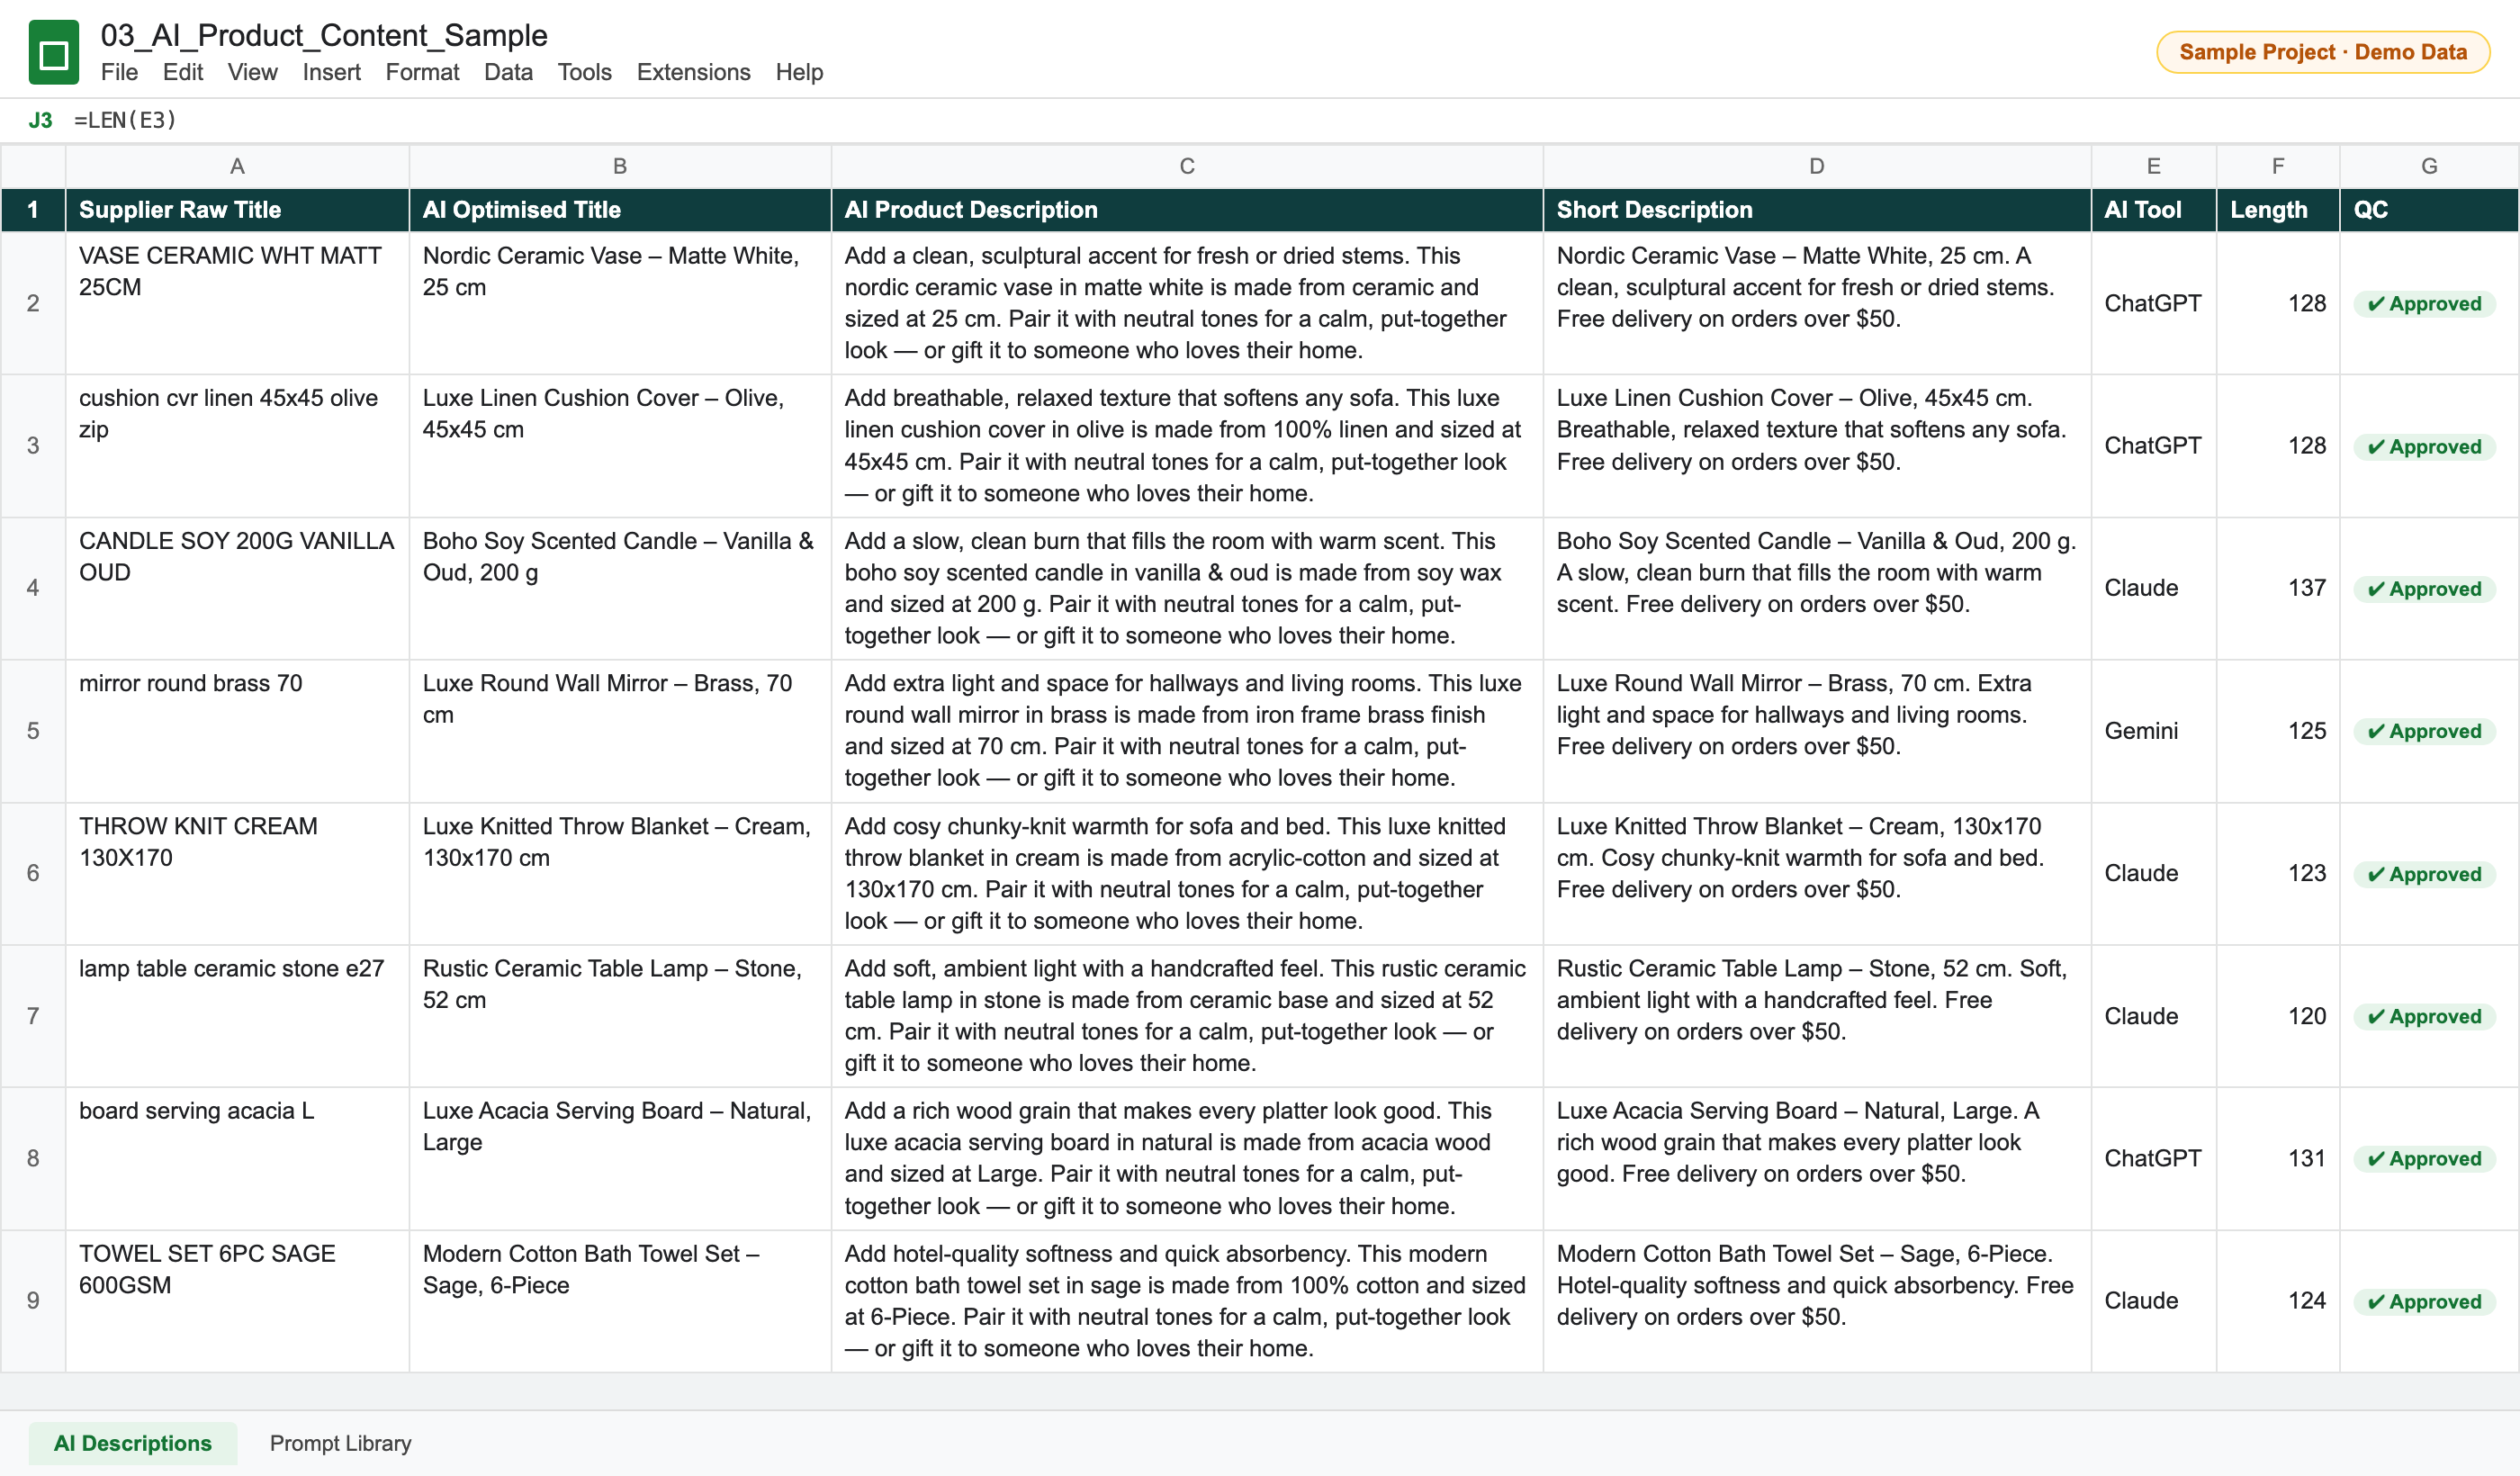 03_AI_Product_Content_Sample
File Edit View Insert Format Data Tools Extensions Help
Sample Project · Demo Data
J3 =LEN(E3)
A B C D E F G
1 Supplier Raw Title AI Optimised Title AI Product Description Short Description AI Tool Length QC
2
VASE CERAMIC WHT MATT
25CM
Nordic Ceramic Vase – Matte White,
25 cm
Add a clean, sculptural accent for fresh or dried stems. This
nordic ceramic vase in matte white is made from ceramic and
sized at 25 cm. Pair it with neutral tones for a calm, put-together
look — or gift it to someone who loves their home.
Nordic Ceramic Vase – Matte White, 25 cm. A
clean, sculptural accent for fresh or dried stems.
Free delivery on orders over $50.
ChatGPT
128
✔ Approved
3
cushion cvr linen 45x45 olive
zip
Luxe Linen Cushion Cover – Olive,
45x45 cm
Add breathable, relaxed texture that softens any sofa. This luxe
linen cushion cover in olive is made from 100% linen and sized at
45x45 cm. Pair it with neutral tones for a calm, put-together look
— or gift it to someone who loves their home.
Luxe Linen Cushion Cover – Olive, 45x45 cm.
Breathable, relaxed texture that softens any sofa.
Free delivery on orders over $50.
ChatGPT
128
✔ Approved
4
CANDLE SOY 200G VANILLA
OUD
Boho Soy Scented Candle – Vanilla &
Oud, 200 g
Add a slow, clean burn that fills the room with warm scent. This
boho soy scented candle in vanilla & oud is made from soy wax
and sized at 200 g. Pair it with neutral tones for a calm, put-
together look — or gift it to someone who loves their home.
Boho Soy Scented Candle – Vanilla & Oud, 200 g.
A slow, clean burn that fills the room with warm
scent. Free delivery on orders over $50.
Claude
137
✔ Approved
5
mirror round brass 70
Luxe Round Wall Mirror – Brass, 70
cm
Add extra light and space for hallways and living rooms. This luxe
round wall mirror in brass is made from iron frame brass finish
and sized at 70 cm. Pair it with neutral tones for a calm, put-
together look — or gift it to someone who loves their home.
Luxe Round Wall Mirror – Brass, 70 cm. Extra
light and space for hallways and living rooms.
Free delivery on orders over $50.
Gemini
125
✔ Approved
6
THROW KNIT CREAM
130X170
Luxe Knitted Throw Blanket – Cream,
130x170 cm
Add cosy chunky-knit warmth for sofa and bed. This luxe knitted
throw blanket in cream is made from acrylic-cotton and sized at
130x170 cm. Pair it with neutral tones for a calm, put-together
look — or gift it to someone who loves their home.
Luxe Knitted Throw Blanket – Cream, 130x170
cm. Cosy chunky-knit warmth for sofa and bed.
Free delivery on orders over $50.
Claude
123
✔ Approved
7
lamp table ceramic stone e27
Rustic Ceramic Table Lamp – Stone,
52 cm
Add soft, ambient light with a handcrafted feel. This rustic ceramic
table lamp in stone is made from ceramic base and sized at 52
cm. Pair it with neutral tones for a calm, put-together look — or
gift it to someone who loves their home.
Rustic Ceramic Table Lamp – Stone, 52 cm. Soft,
ambient light with a handcrafted feel. Free
delivery on orders over $50.
Claude
120
✔ Approved
8
board serving acacia L
Luxe Acacia Serving Board – Natural,
Large
Add a rich wood grain that makes every platter look good. This
luxe acacia serving board in natural is made from acacia wood
and sized at Large. Pair it with neutral tones for a calm, put-
together look — or gift it to someone who loves their home.
Luxe Acacia Serving Board – Natural, Large. A
rich wood grain that makes every platter look
good. Free delivery on orders over $50.
ChatGPT
131
✔ Approved
9
TOWEL SET 6PC SAGE
600GSM
Modern Cotton Bath Towel Set –
Sage, 6-Piece
Add hotel-quality softness and quick absorbency. This modern
cotton bath towel set in sage is made from 100% cotton and sized
at 6-Piece. Pair it with neutral tones for a calm, put-together look
— or gift it to someone who loves their home.
Modern Cotton Bath Towel Set – Sage, 6-Piece.
Hotel-quality softness and quick absorbency. Free
delivery on orders over $50.
Claude
124
✔ Approved
AI Descriptions Prompt Library